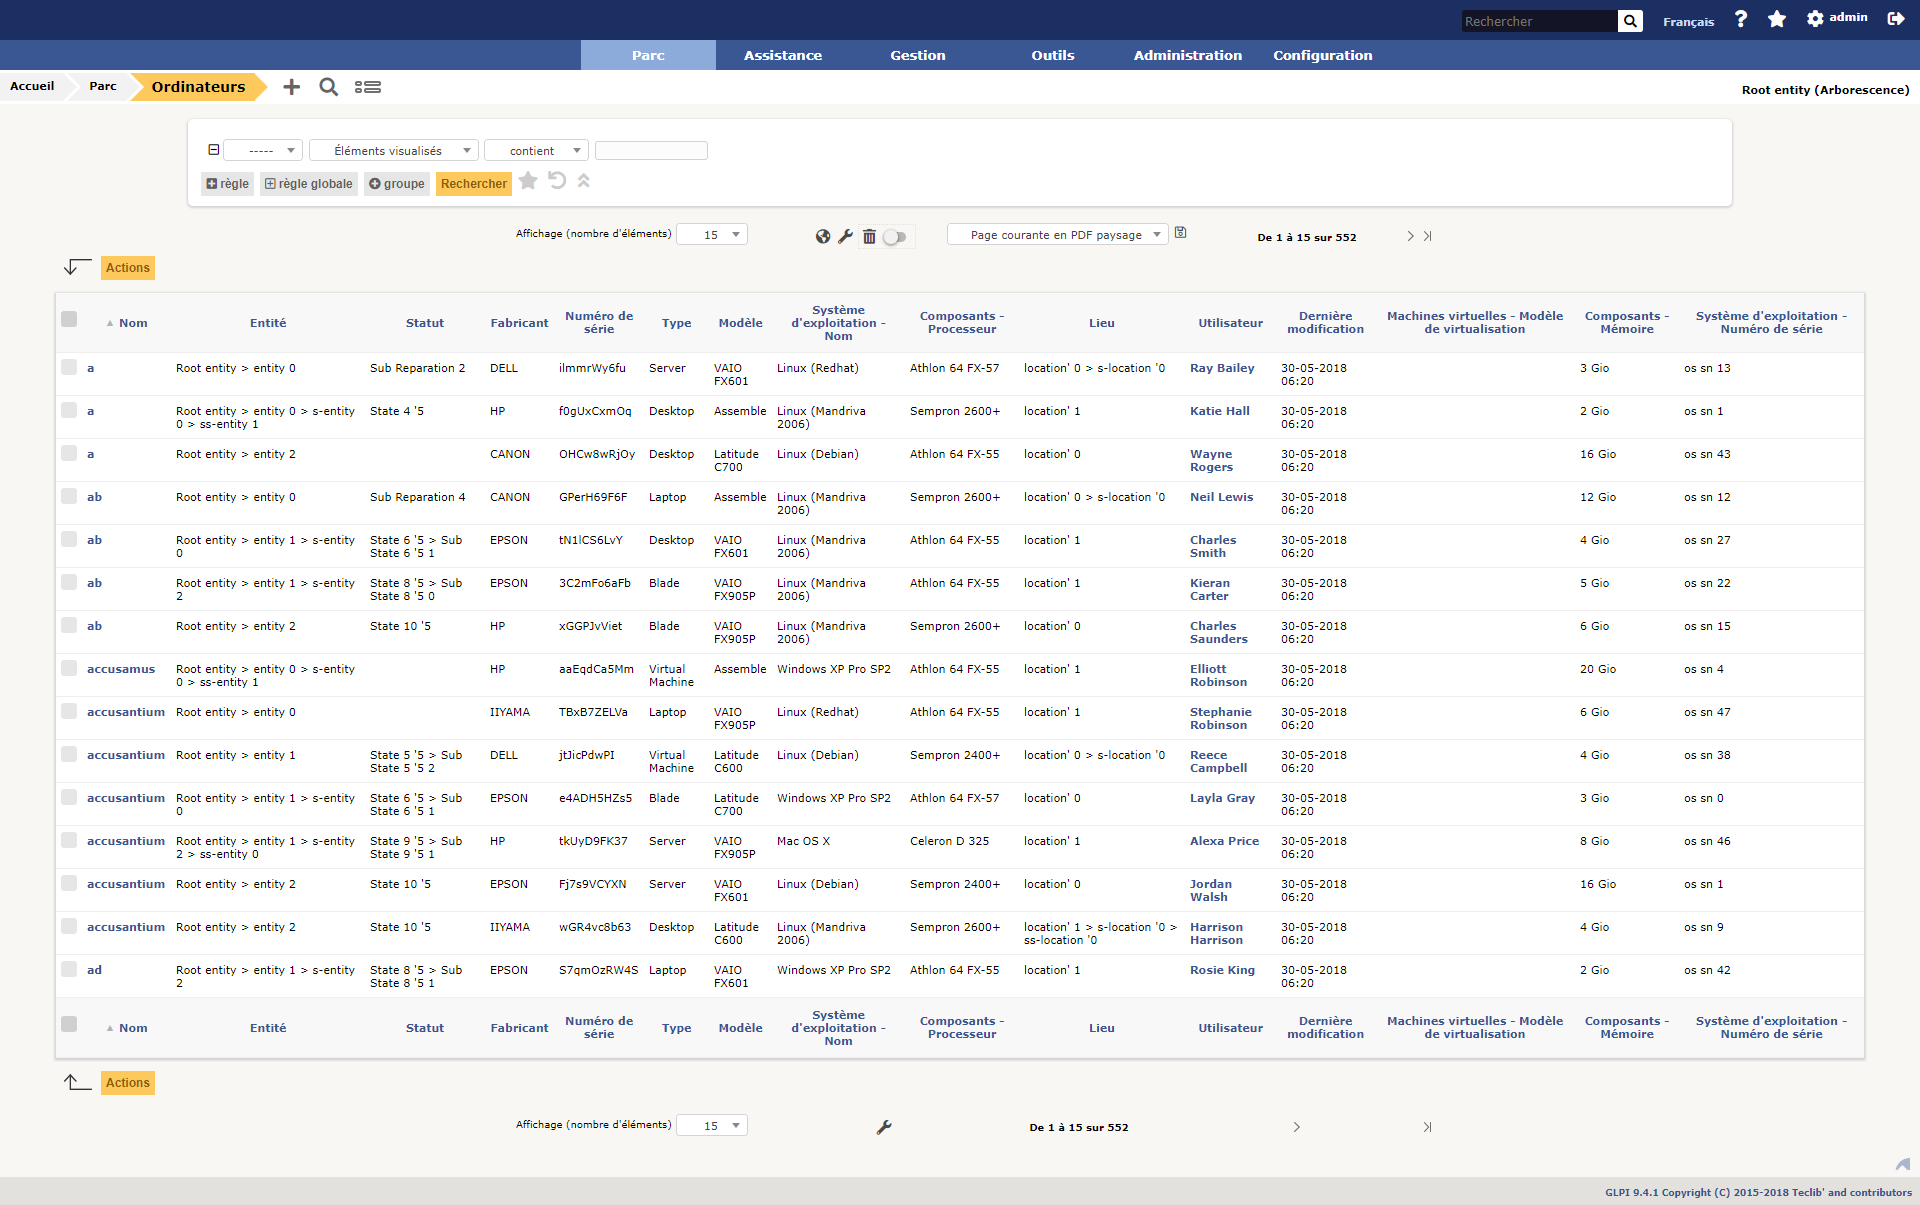 Rechercher
Français
admin
Parc Assistance Gestion Outils Administration Configuration
Accueil Parc Ordinateurs
Root entity (Arborescence)
----- Éléments visualisés contient
règle règle globale groupe Rechercher
Affichage (nombre d'éléments) 15 Page courante en PDF paysage De 1 à 15 sur 552
Actions
Nom Entité Statut Fabricant Numéro de série Type Modèle Système d'exploitation - Nom Composants - Processeur Lieu Utilisateur Dernière modification Machines virtuelles - Modèle de virtualisation Composants - Mémoire Système d'exploitation - Numéro de série
a Root entity > entity 0 Sub Reparation 2 DELL ilmmrWy6fu Server VAIO FX601 Linux (Redhat) Athlon 64 FX-57 location' 0 > s-location '0 Ray Bailey 30-05-2018 06:20 3 Gio os sn 13
a Root entity > entity 0 > s-entity 0 > ss-entity 1 State 4 '5 HP f0gUxCxmOq Desktop Assemble Linux (Mandriva 2006) Sempron 2600+ location' 1 Katie Hall 30-05-2018 06:20 2 Gio os sn 1
a Root entity > entity 2 CANON OHCw8wRjOy Desktop Latitude C700 Linux (Debian) Athlon 64 FX-55 location' 0 Wayne Rogers 30-05-2018 06:20 16 Gio os sn 43
ab Root entity > entity 0 Sub Reparation 4 CANON GPerH69F6F Laptop Assemble Linux (Mandriva 2006) Sempron 2600+ location' 0 > s-location '0 Neil Lewis 30-05-2018 06:20 12 Gio os sn 12
ab Root entity > entity 1 > s-entity 0 State 6 '5 > Sub State 6 '5 1 EPSON tN1lCS6LvY Desktop VAIO FX601 Linux (Mandriva 2006) Athlon 64 FX-55 location' 1 Charles Smith 30-05-2018 06:20 4 Gio os sn 27
ab Root entity > entity 1 > s-entity 2 State 8 '5 > Sub State 8 '5 0 EPSON 3C2mFo6aFb Blade VAIO FX905P Linux (Mandriva 2006) Athlon 64 FX-55 location' 1 Kieran Carter 30-05-2018 06:20 5 Gio os sn 22
ab Root entity > entity 2 State 10 '5 HP xGGPJvViet Blade VAIO FX905P Linux (Mandriva 2006) Sempron 2600+ location' 0 Charles Saunders 30-05-2018 06:20 6 Gio os sn 15
accusamus Root entity > entity 0 > s-entity 0 > ss-entity 1 HP aaEqdCa5Mm Virtual Machine Assemble Windows XP Pro SP2 Athlon 64 FX-55 location' 1 Elliott Robinson 30-05-2018 06:20 20 Gio os sn 4
accusantium Root entity > entity 0 IIYAMA TBxB7ZELVa Laptop VAIO FX905P Linux (Redhat) Athlon 64 FX-55 location' 1 Stephanie Robinson 30-05-2018 06:20 6 Gio os sn 47
accusantium Root entity > entity 1 State 5 '5 > Sub State 5 '5 2 DELL jtJicPdwPI Virtual Machine Latitude C600 Linux (Debian) Sempron 2400+ location' 0 > s-location '0 Reece Campbell 30-05-2018 06:20 4 Gio os sn 38
accusantium Root entity > entity 1 > s-entity 0 State 6 '5 > Sub State 6 '5 1 EPSON e4ADH5HZs5 Blade Latitude C700 Windows XP Pro SP2 Athlon 64 FX-57 location' 0 Layla Gray 30-05-2018 06:20 3 Gio os sn 0
accusantium Root entity > entity 1 > s-entity 2 > ss-entity 0 State 9 '5 > Sub State 9 '5 1 HP tkUyD9FK37 Server VAIO FX905P Mac OS X Celeron D 325 location' 1 Alexa Price 30-05-2018 06:20 8 Gio os sn 46
accusantium Root entity > entity 2 State 10 '5 EPSON Fj7s9VCYXN Server VAIO FX601 Linux (Debian) Sempron 2400+ location' 0 Jordan Walsh 30-05-2018 06:20 16 Gio os sn 1
accusantium Root entity > entity 2 State 10 '5 IIYAMA wGR4vc8b63 Desktop Latitude C600 Linux (Mandriva 2006) Sempron 2600+ location' 1 > s-location '0 > ss-location '0 Harrison Harrison 30-05-2018 06:20 4 Gio os sn 9
ad Root entity > entity 1 > s-entity 2 State 8 '5 > Sub State 8 '5 1 EPSON S7qmOzRW4S Laptop VAIO FX601 Windows XP Pro SP2 Athlon 64 FX-55 location' 1 Rosie King 30-05-2018 06:20 2 Gio os sn 42
Nom Entité Statut Fabricant Numéro de série Type Modèle Système d'exploitation - Nom Composants - Processeur Lieu Utilisateur Dernière modification Machines virtuelles - Modèle de virtualisation Composants - Mémoire Système d'exploitation - Numéro de série
Actions
Affichage (nombre d'éléments) 15 De 1 à 15 sur 552
GLPI 9.4.1 Copyright (C) 2015-2018 Teclib' and contributors